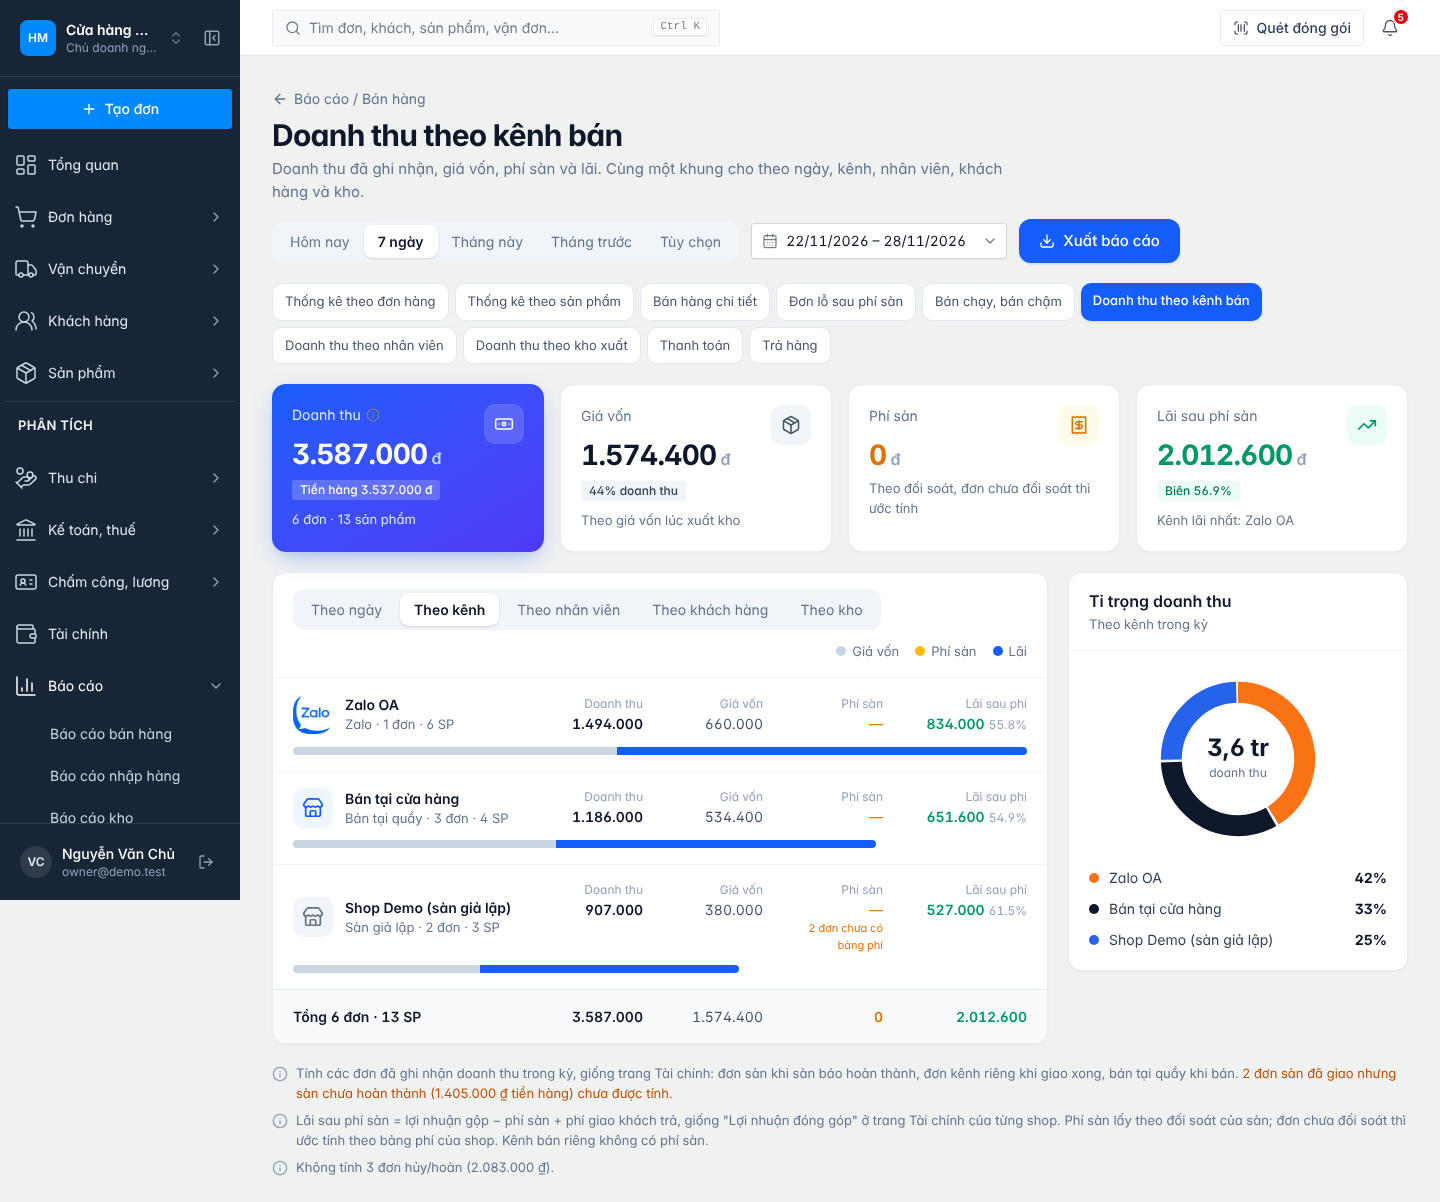 HM
Cửa hàng ...
Chủ doanh ng...
Tìm đơn, khách, sản phẩm, vận đơn...
Ctrl K
Quét đóng gói
5
Tạo đơn
Tổng quan
Đơn hàng
Vận chuyển
Khách hàng
Sản phẩm
PHÂN TÍCH
Thu chi
Kế toán, thuế
Chấm công, lương
Tài chính
Báo cáo
Báo cáo bán hàng
Báo cáo nhập hàng
Báo cáo kho
VC
Nguyễn Văn Chủ
owner@demo.test
Báo cáo / Bán hàng
Doanh thu theo kênh bán
Doanh thu đã ghi nhận, giá vốn, phí sàn và lãi. Cùng một khung cho theo ngày, kênh, nhân viên, khách
hàng và kho.
Hôm nay
7 ngày
Tháng này
Tháng trước
Tùy chọn
22/11/2026 – 28/11/2026
Xuất báo cáo
Thống kê theo đơn hàng
Thống kê theo sản phẩm
Bán hàng chi tiết
Đơn lỗ sau phí sàn
Bán chạy, bán chậm
Doanh thu theo kênh bán
Doanh thu theo nhân viên
Doanh thu theo kho xuất
Thanh toán
Trả hàng
Doanh thu
3.587.000 đ
Tiền hàng 3.537.000 đ
6 đơn · 13 sản phẩm
Giá vốn
1.574.400 đ
44% doanh thu
Theo giá vốn lúc xuất kho
Phí sàn
0 đ
Theo đối soát, đơn chưa đối soát thì
ước tính
Lãi sau phí sàn
2.012.600 đ
Biên 56.9%
Kênh lãi nhất: Zalo OA
Theo ngày
Theo kênh
Theo nhân viên
Theo khách hàng
Theo kho
Giá vốn
Phí sàn
Lãi
Zalo
Zalo OA
Zalo · 1 đơn · 6 SP
Doanh thu
1.494.000
Giá vốn
660.000
Phí sàn
—
Lãi sau phí
834.000 55.8%
Bán tại cửa hàng
Bán tại quầy · 3 đơn · 4 SP
Doanh thu
1.186.000
Giá vốn
534.400
Phí sàn
—
Lãi sau phí
651.600 54.9%
Shop Demo (sàn giả lập)
Sàn giả lập · 2 đơn · 3 SP
Doanh thu
907.000
Giá vốn
380.000
Phí sàn
—
2 đơn chưa có
bảng phí
Lãi sau phí
527.000 61.5%
Tổng 6 đơn · 13 SP
3.587.000
1.574.400
0
2.012.600
Tỉ trọng doanh thu
Theo kênh trong kỳ
3,6 tr
doanh thu
Zalo OA
42%
Bán tại cửa hàng
33%
Shop Demo (sàn giả lập)
25%
Tính các đơn đã ghi nhận doanh thu trong kỳ, giống trang Tài chính: đơn sàn khi sàn báo hoàn thành, đơn kênh riêng khi giao xong, bán tại quầy khi bán. 2 đơn sàn đã giao nhưng
sàn chưa hoàn thành (1.405.000 ₫ tiền hàng) chưa được tính.
Lãi sau phí sàn = lợi nhuận gộp − phí sàn + phí giao khách trả, giống "Lợi nhuận đóng góp" ở trang Tài chính của từng shop. Phí sàn lấy theo đối soát của sàn; đơn chưa đối soát thì
ước tính theo bảng phí của shop. Kênh bán riêng không có phí sàn.
Không tính 3 đơn hủy/hoàn (2.083.000 ₫).